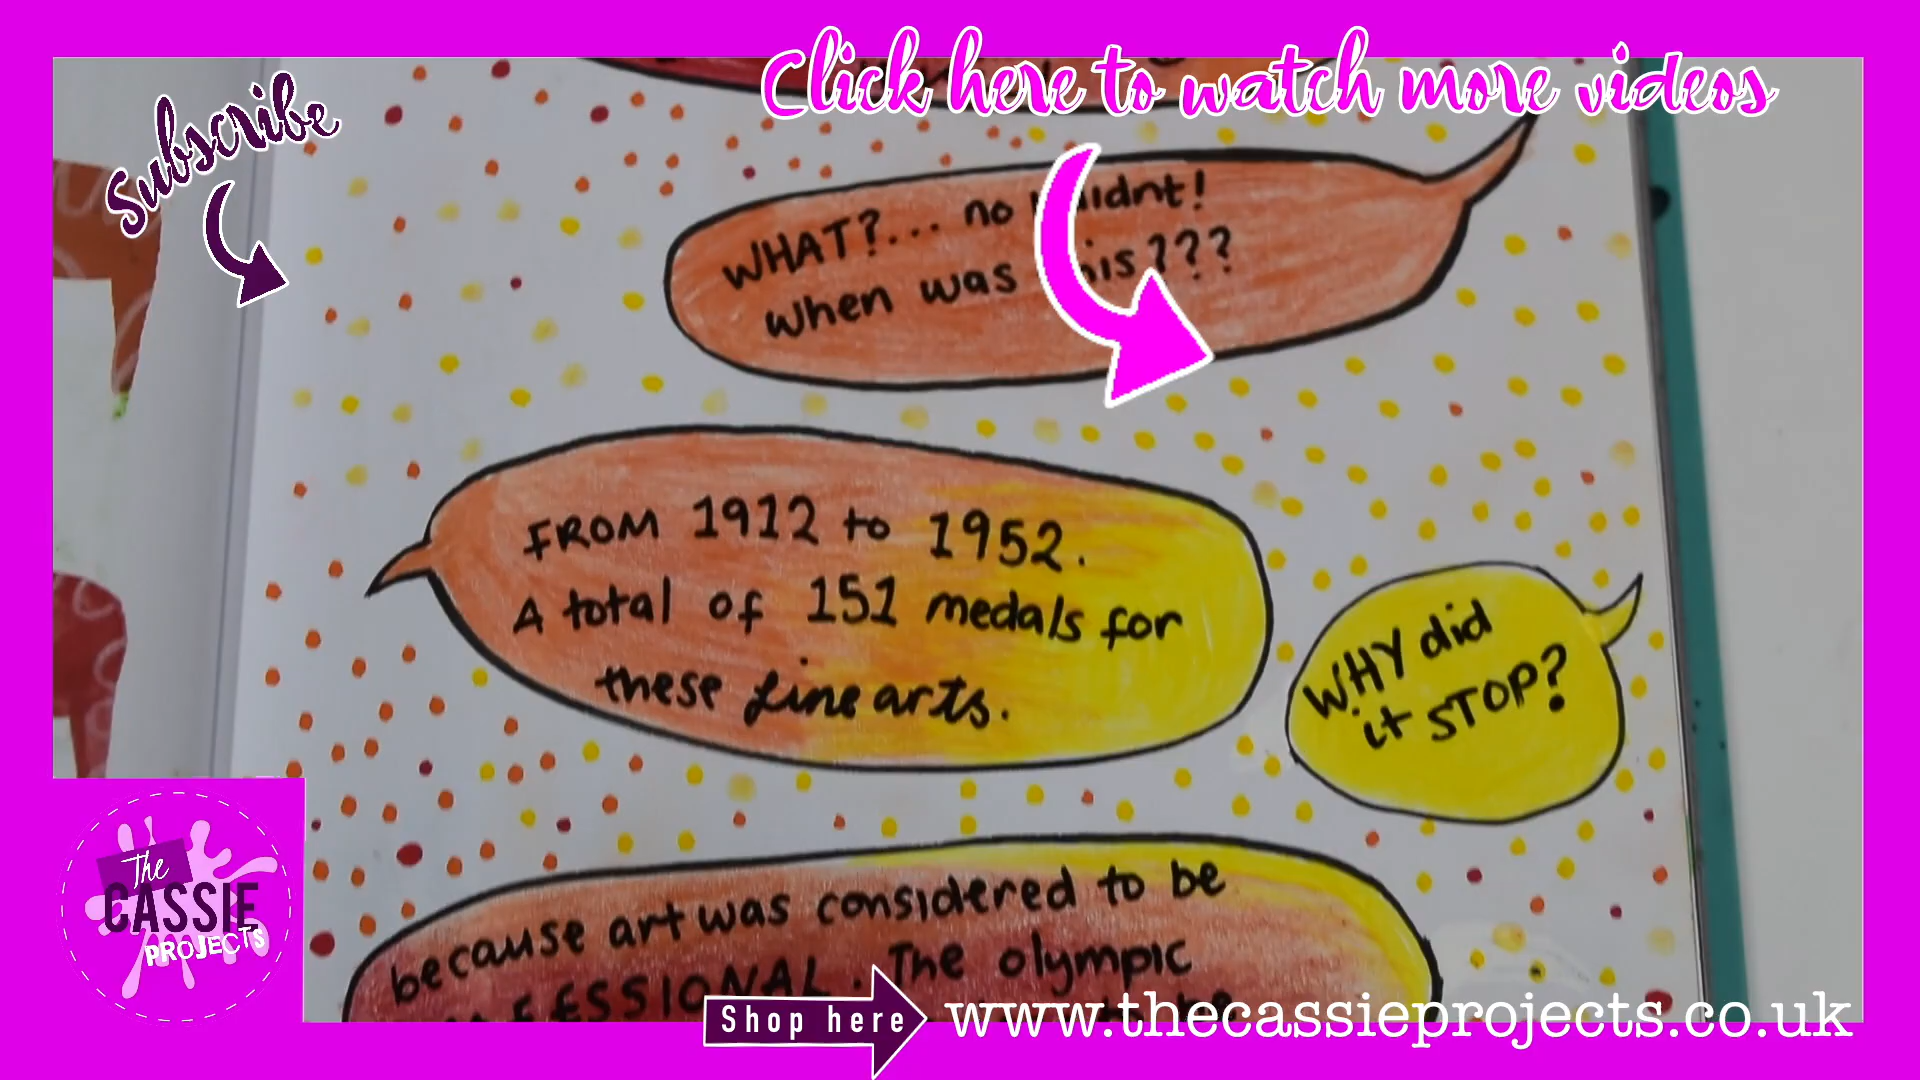 Click here to watch more videos
Subscribe
WHAT?... no I didnt!
When was this???
FROM 1912 to 1952.
A total of 151 medals for
these fine arts.
WHY did
it STOP?
because art was considered to be
The olympic
The
CASSIE
PROJECTS
Shop here
www.thecassieprojects.co.uk